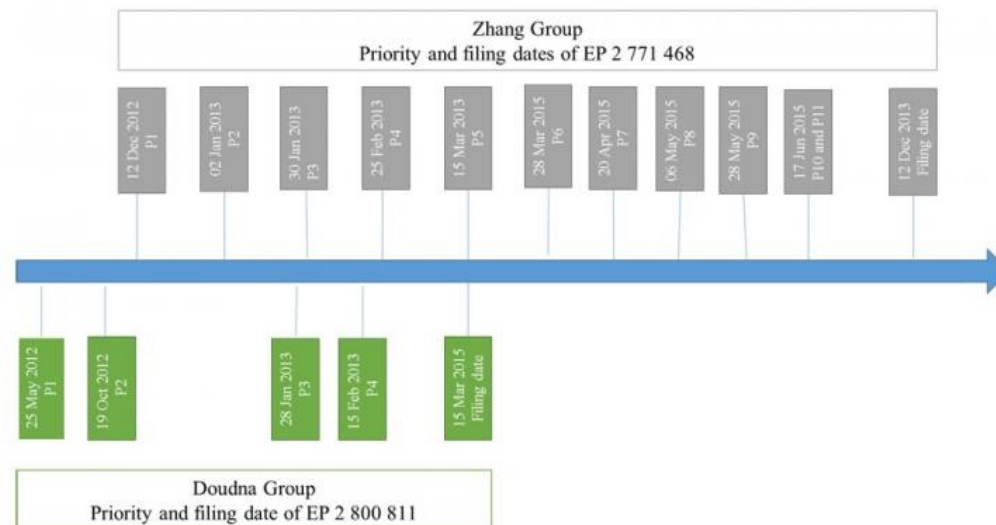 Zhang Group
Priority and filing dates of EP 2 771 468
12 Dec 2012
P1
02 Jan 2013
P2
30 Jan 2013
P3
25 Feb 2013
P4
15 Mar 2013
P5
28 Mar 2015
P6
20 Apr 2015
P7
06 May 2015
P8
28 May 2015
P9
17 Jun 2015
P10 and P11
12 Dec 2013
Filing date
25 May 2012
P1
19 Oct 2012
P2
28 Jan 2013
P3
15 Feb 2013
P4
15 Mar 2015
Filing date
Doudna Group
Priority and filing date of EP 2 800 811